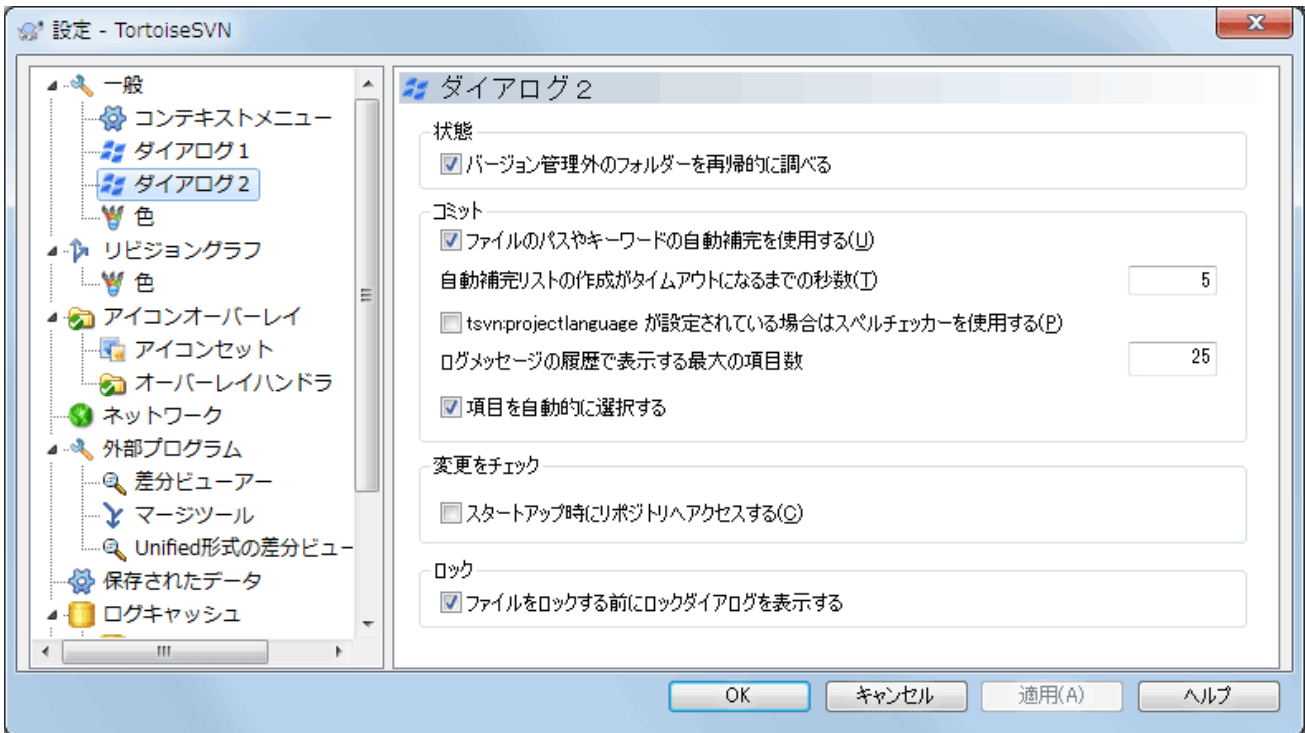 設定 - TortoiseSVN
一般
コンテキストメニュー
ダイアログ1
ダイアログ2
色
リビジョングラフ
色
アイコンオーバーレイ
アイコンセット
オーバーレイハンドラ
ネットワーク
外部プログラム
差分ビューアー
マージツール
Unified形式の差分ビュー
保存されたデータ
ログキャッシュ
ダイアログ2
状態
バージョン管理外のフォルダーを再帰的に調べる
コミット
ファイルのパスやキーワードの自動補完を使用する(U)
自動補完リストの作成がタイムアウトになるまでの秒数(T) 5
tsvn:projectlanguage が設定されている場合はスペルチェッカーを使用する(P)
ログメッセージの履歴で表示する最大の項目数 25
項目を自動的に選択する
変更をチェック
スタートアップ時にリポジトリへアクセスする(C)
ロック
ファイルをロックする前にロックダイアログを表示する
OK キャンセル 適用(A) ヘルプ